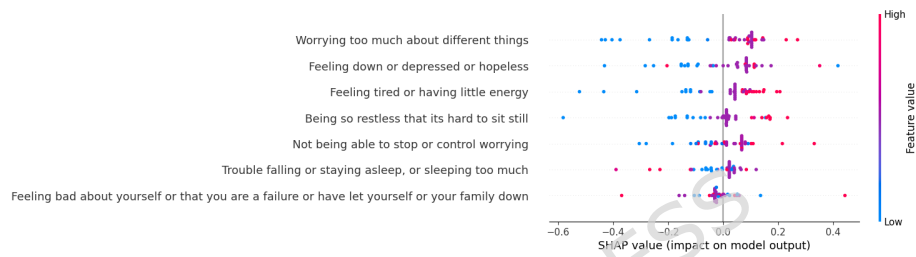 High
Worrying too much about different things
Feeling down or depressed or hopeless
Feeling tired or having little energy
Being so restless that its hard to sit still
Not being able to stop or control worrying
Trouble falling or staying asleep, or sleeping too much
Feeling bad about yourself or that you are a failure or have let yourself or your family down
Feature value
Low
−0.6 −0.4 −0.2 0.0 0.2 0.4
SHAP value (impact on model output)
ESS